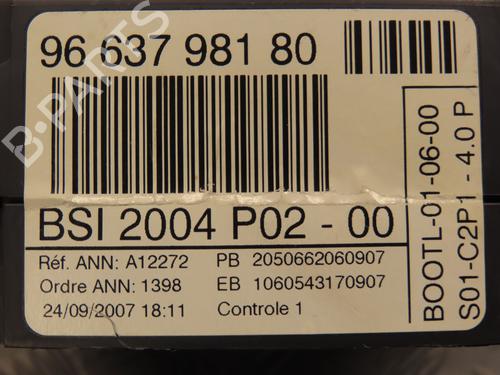 96 637 981 80
BSI 2004 P02 - 00
Réf. ANN: A12272 PB 2050662060907
Ordre ANN: 1398 EB 1060543170907
24/09/2007 18:11 Controle 1
BOOTL-01-06-00
S01-C2P1 - 4.0 P
B-PARTS